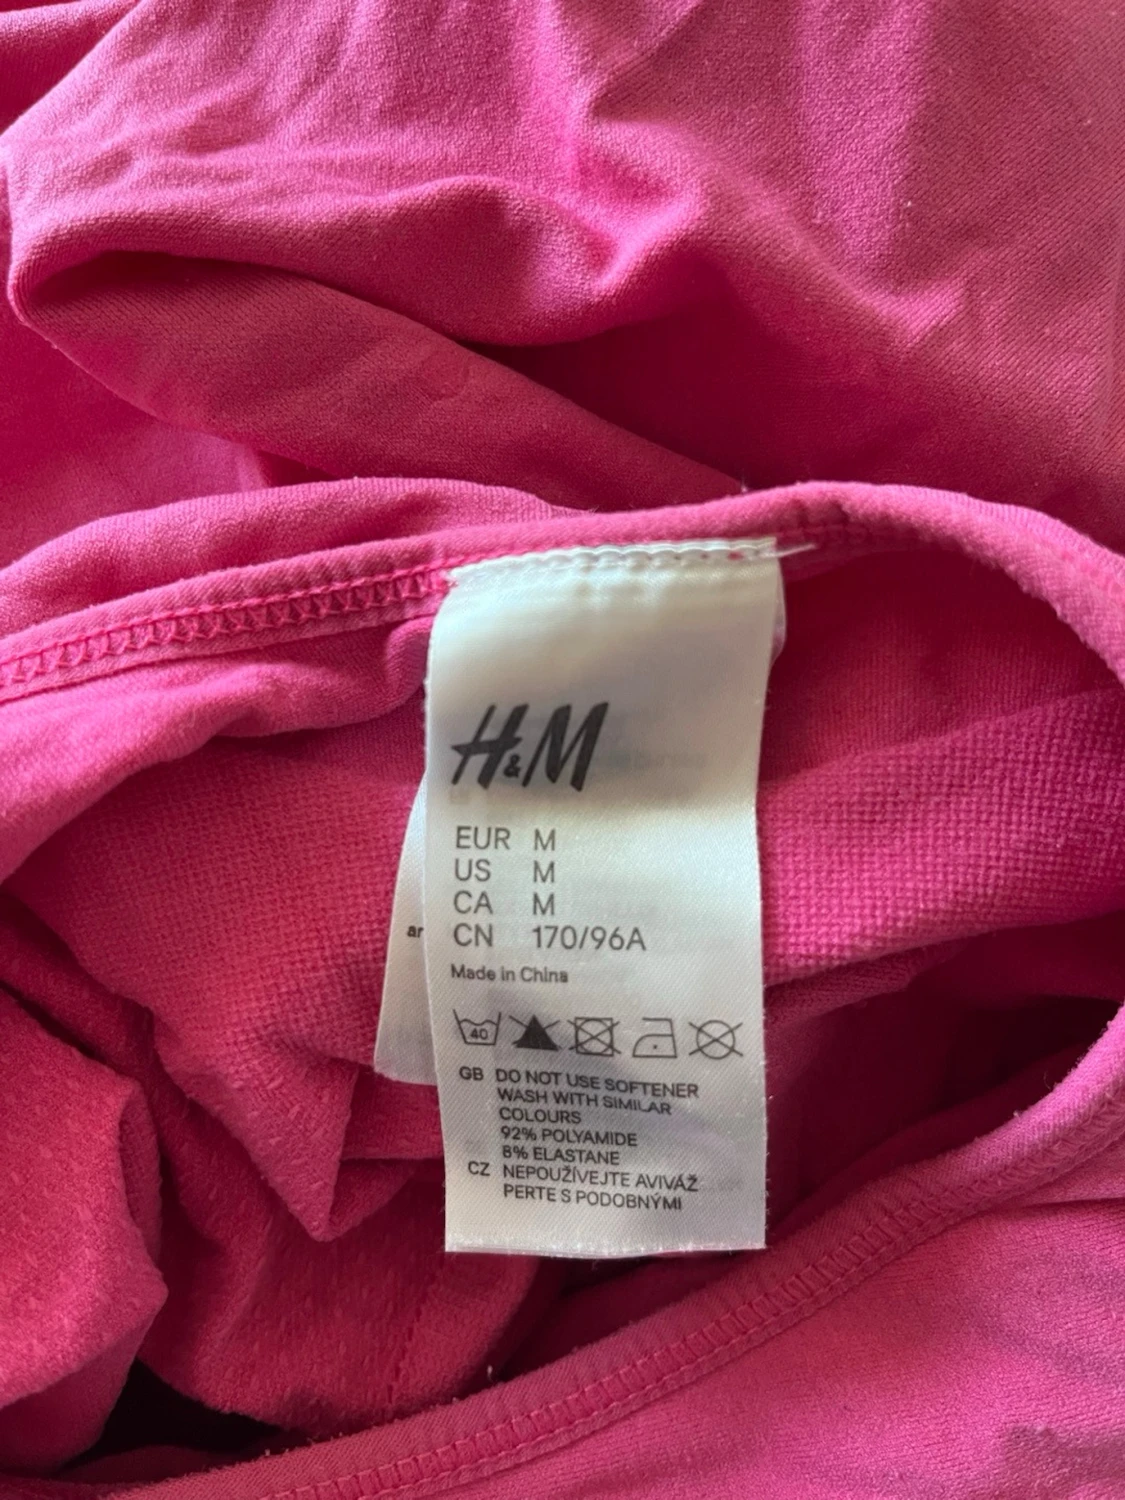 H&M
EUR M
US M
CA M
CN 170/96A
ar
Made in China
40
GB DO NOT USE SOFTENER
WASH WITH SIMILAR
COLOURS
92% POLYAMIDE
8% ELASTANE
CZ NEPOUŽÍVEJTE AVIVÁŽ
PERTE S PODOBNÝMI